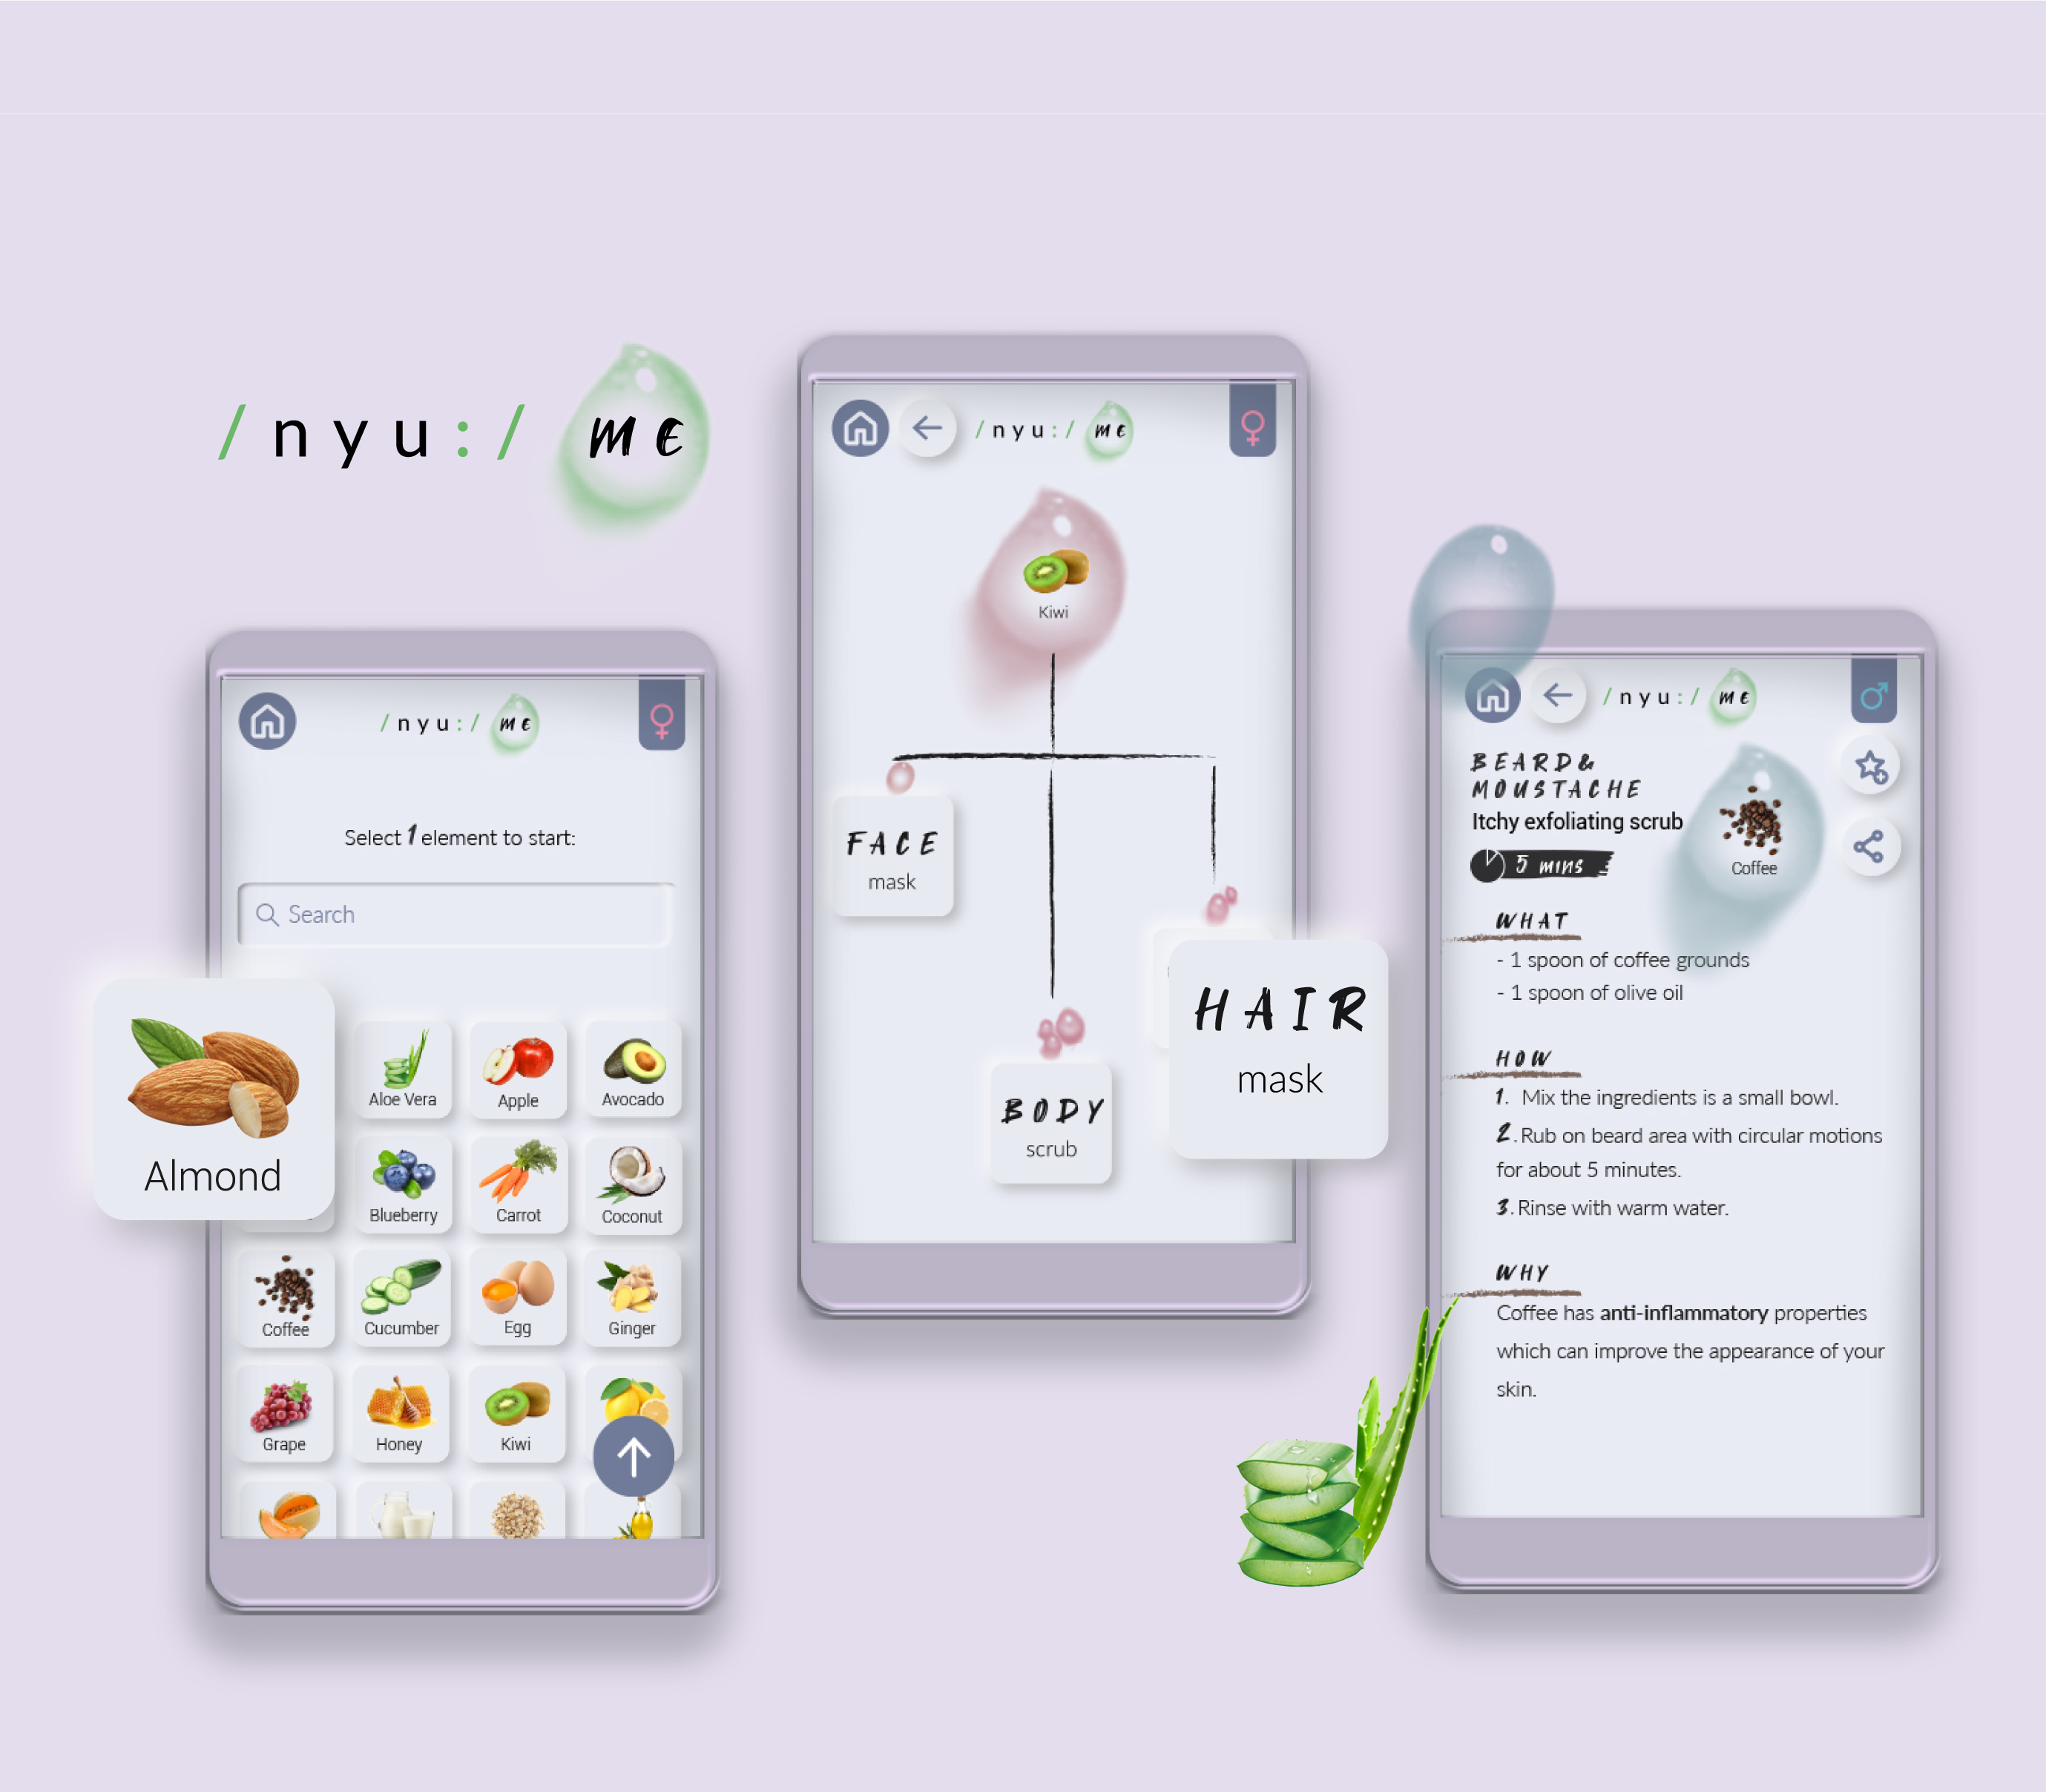 /nyu:/ ME
/nyu:/ ME
Select 1 element to start:
Search
Almond
Aloe Vera
Apple
Avocado
Blueberry
Carrot
Coconut
Coffee
Cucumber
Egg
Ginger
Grape
Honey
Kiwi
/nyu:/ ME
Kiwi
FACE
mask
BODY
scrub
HAIR
mask
/nyu:/ ME
BEARD&
MOUSTACHE
Itchy exfoliating scrub
5 mins
Coffee
WHAT
- 1 spoon of coffee grounds
- 1 spoon of olive oil
HOW
1. Mix the ingredients is a small bowl.
2. Rub on beard area with circular motions
for about 5 minutes.
3. Rinse with warm water.
WHY
Coffee has anti-inflammatory properties
which can improve the appearance of your
skin.